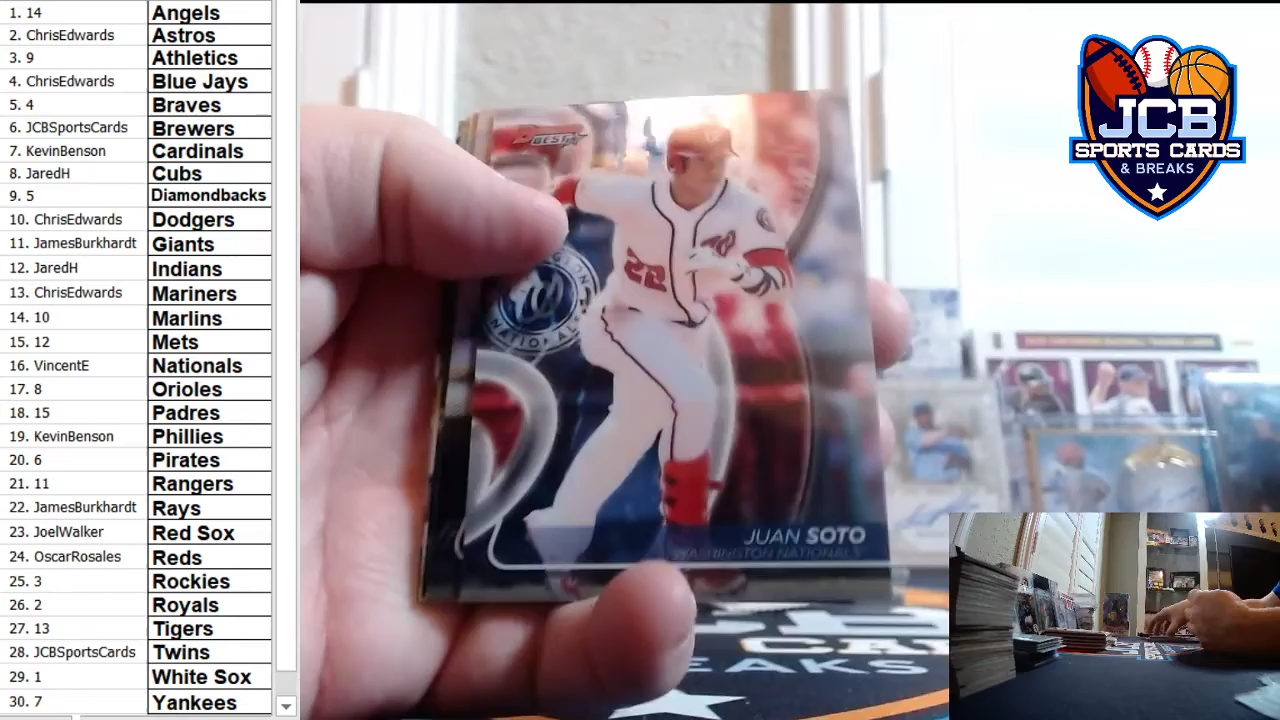 1. 14 Angels
2. ChrisEdwards Astros
3. 9 Athletics
4. ChrisEdwards Blue Jays
5. 4 Braves
6. JCBSportsCards Brewers
7. KevinBenson Cardinals
8. JaredH Cubs
9. 5 Diamondbacks
10. ChrisEdwards Dodgers
11. JamesBurkhardt Giants
12. JaredH Indians
13. ChrisEdwards Mariners
14. 10 Marlins
15. 12 Mets
16. VincentE Nationals
17. 8 Orioles
18. 15 Padres
19. KevinBenson Phillies
20. 6 Pirates
21. 11 Rangers
22. JamesBurkhardt Rays
23. JoelWalker Red Sox
24. OscarRosales Reds
25. 3 Rockies
26. 2 Royals
27. 13 Tigers
28. JCBSportsCards Twins
29. 1 White Sox
30. 7 Yankees
BEST
22
NATIONALS
JUAN SOTO
WASHINGTON NATIONALS
JCB
SPORTS CARDS
& BREAKS
BREAKS